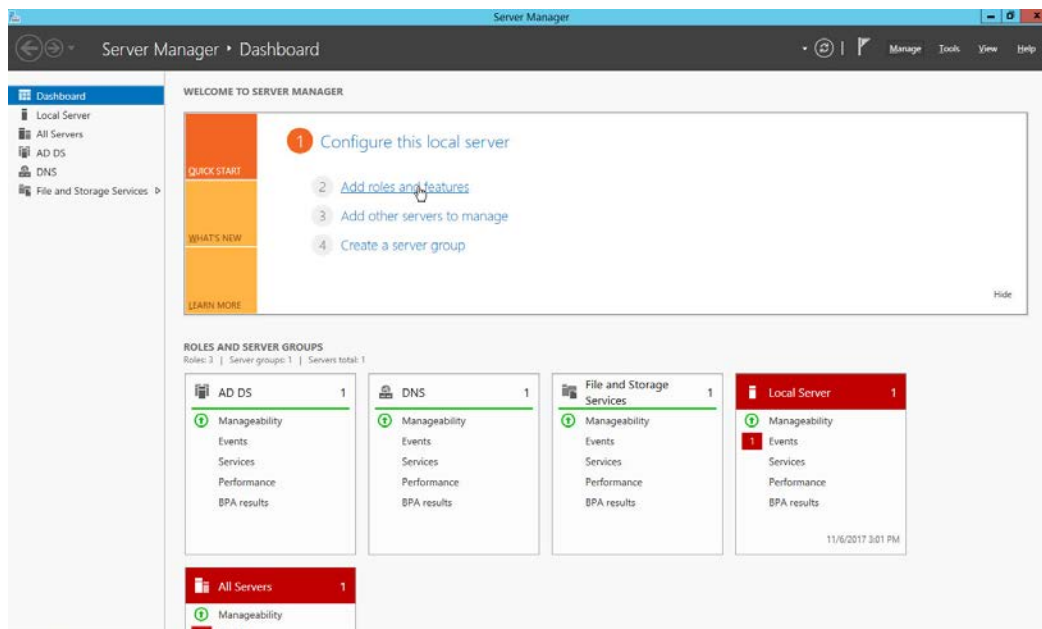 Server Manager
Server Manager • Dashboard
Manage Tools View Help
Dashboard
Local Server
All Servers
AD DS
DNS
File and Storage Services
WELCOME TO SERVER MANAGER
QUICK START
WHAT'S NEW
LEARN MORE
1 Configure this local server
2 Add roles and features
3 Add other servers to manage
4 Create a server group
Hide
ROLES AND SERVER GROUPS
Roles: 3 | Server groups: 1 | Servers total: 1
AD DS 1
Manageability
Events
Services
Performance
BPA results
DNS 1
Manageability
Events
Services
Performance
BPA results
File and Storage
Services 1
Manageability
Events
Services
Performance
BPA results
Local Server 1
Manageability
1 Events
Services
Performance
BPA results
11/6/2017 3:01 PM
All Servers 1
Manageability